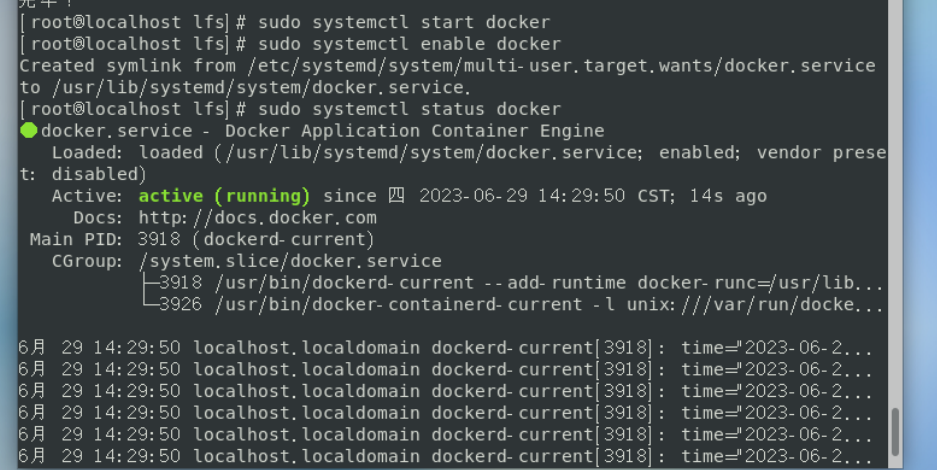 完毕！
[root@localhost lfs]# sudo systemctl start docker
[root@localhost lfs]# sudo systemctl enable docker
Created symlink from /etc/systemd/system/multi-user.target.wants/docker.service
to /usr/lib/systemd/system/docker.service.
[root@localhost lfs]# sudo systemctl status docker
docker.service - Docker Application Container Engine
Loaded: loaded (/usr/lib/systemd/system/docker.service; enabled; vendor prese
t: disabled)
Active: active (running) since 四 2023-06-29 14:29:50 CST; 14s ago
Docs: http://docs.docker.com
Main PID: 3918 (dockerd-current)
CGroup: /system.slice/docker.service
├─3918 /usr/bin/dockerd-current --add-runtime docker-runc=/usr/lib...
└─3926 /usr/bin/docker-containerd-current -l unix:///var/run/docke...
6月 29 14:29:50 localhost.localdomain dockerd-current[3918]: time="2023-06-2...
6月 29 14:29:50 localhost.localdomain dockerd-current[3918]: time="2023-06-2...
6月 29 14:29:50 localhost.localdomain dockerd-current[3918]: time="2023-06-2...
6月 29 14:29:50 localhost.localdomain dockerd-current[3918]: time="2023-06-2...
6月 29 14:29:50 localhost.localdomain dockerd-current[3918]: time="2023-06-2...
6月 29 14:29:50 localhost.localdomain dockerd-current[3918]: time="2023-06-2...